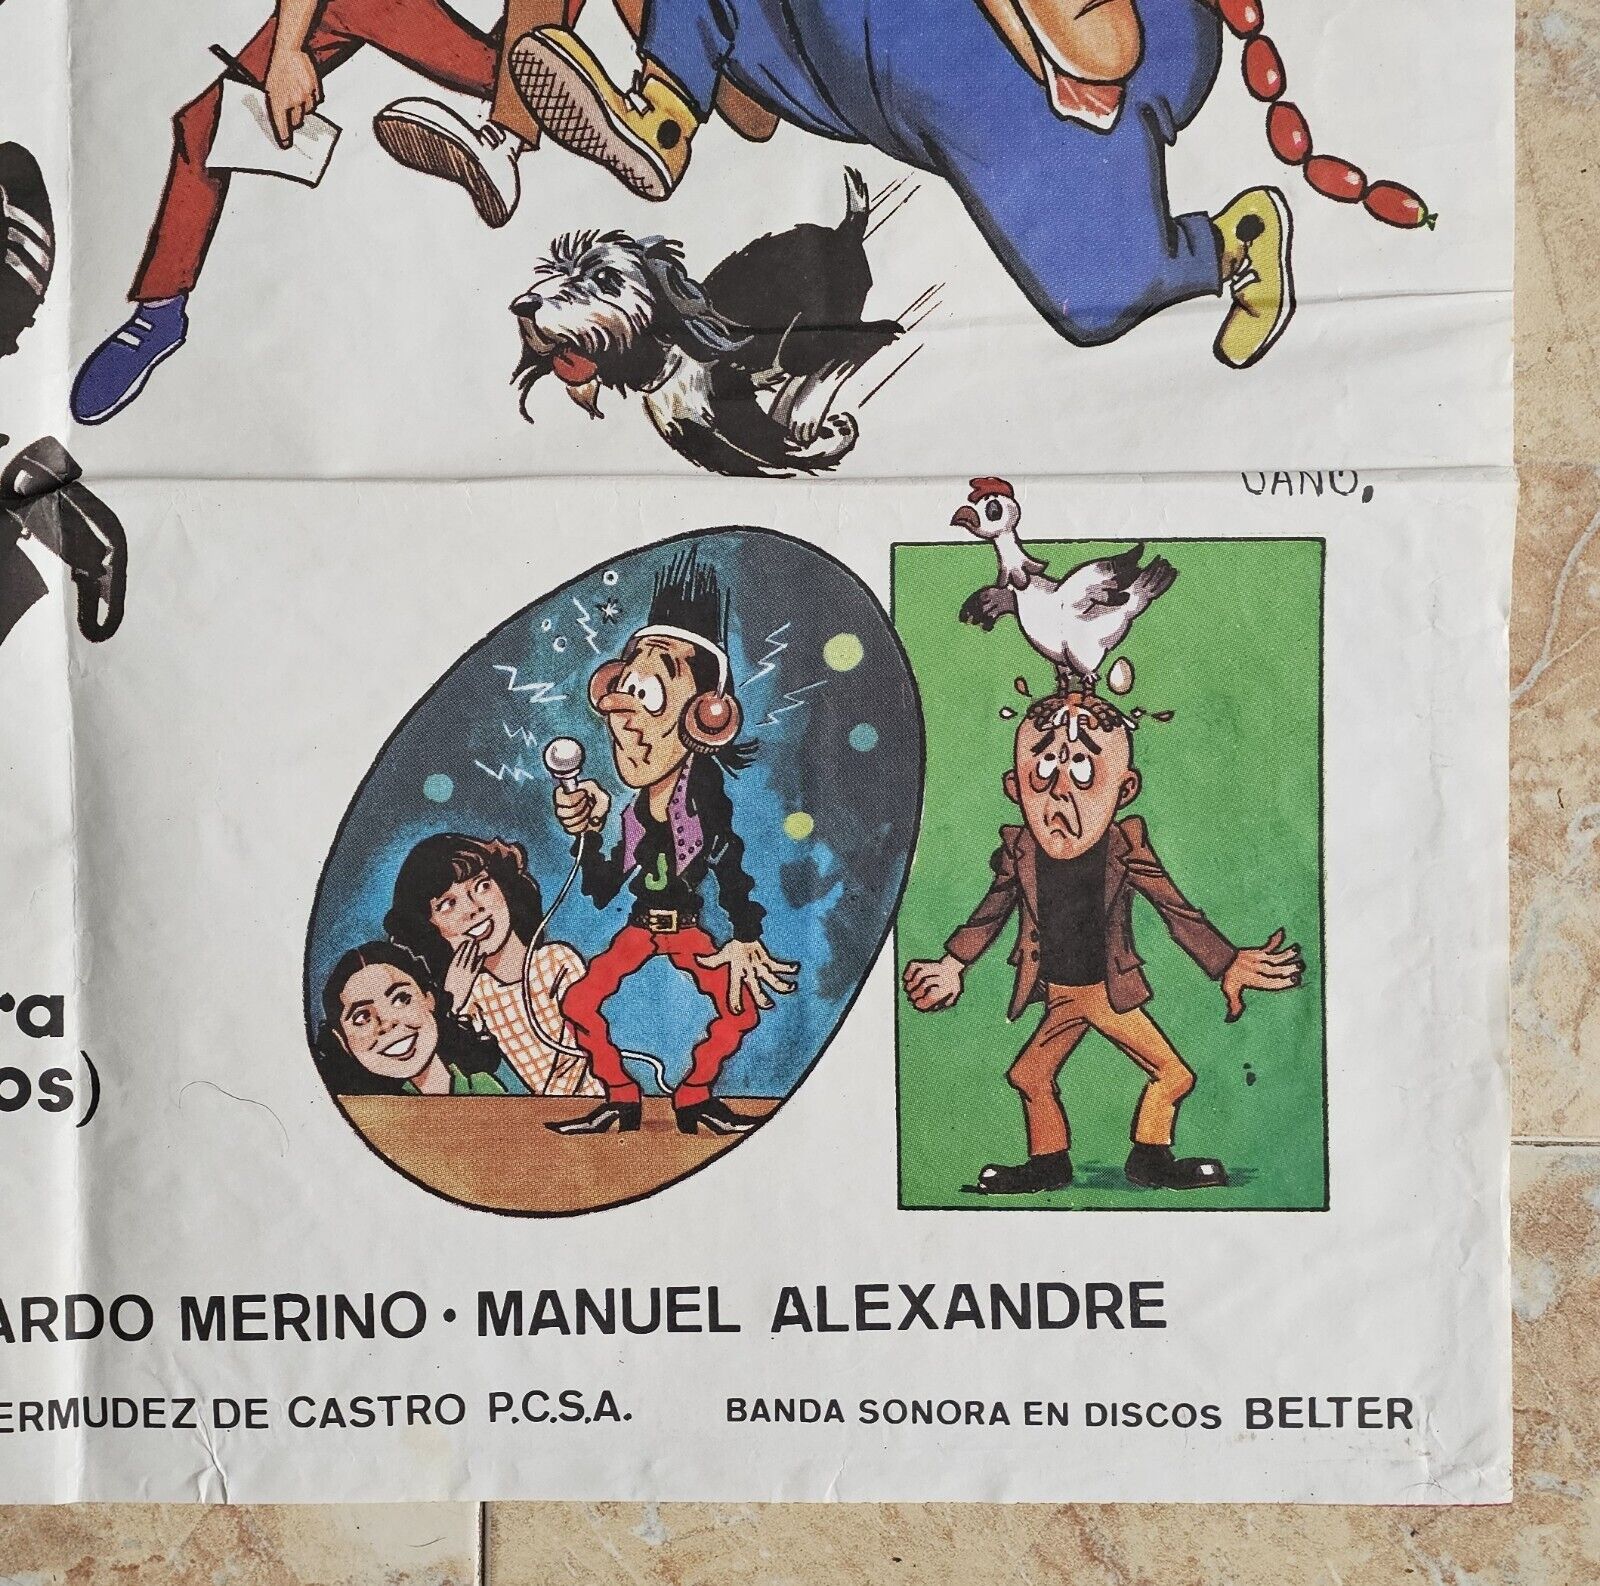 JANO,
ra
os)
ARDO MERINO • MANUEL ALEXANDRE
ERMUDEZ DE CASTRO P.C.S.A. BANDA SONORA EN DISCOS BELTER